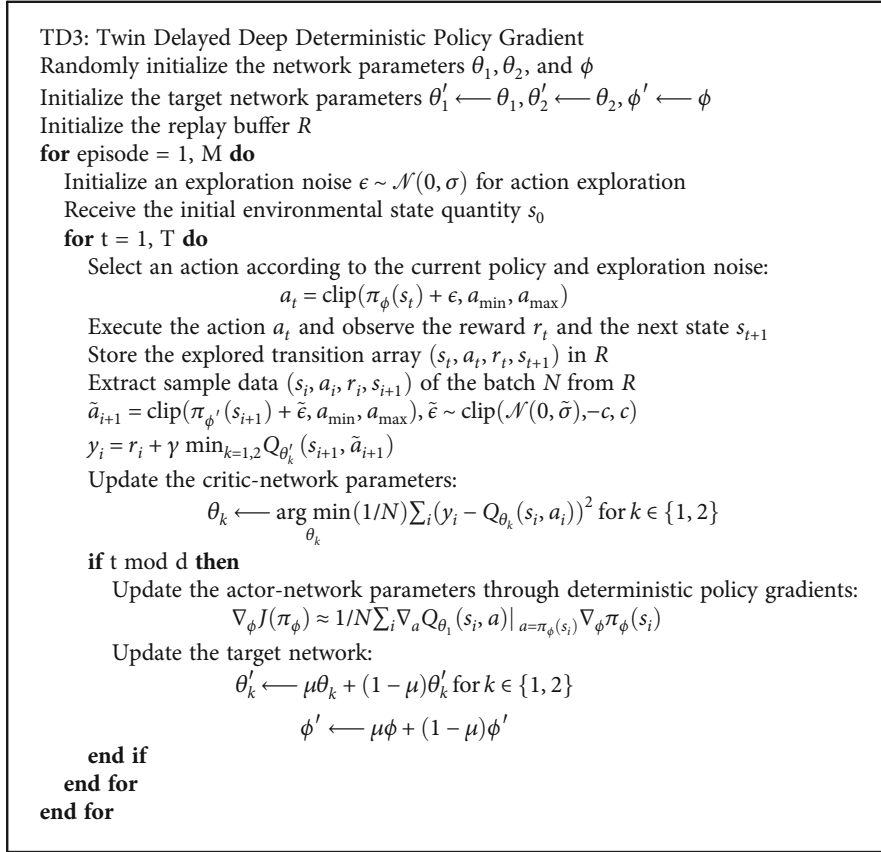 TD3: Twin Delayed Deep Deterministic Policy Gradient
Randomly initialize the network parameters θ₁, θ₂, and ϕ
Initialize the target network parameters θ′₁ ⟵ θ₁, θ′₂ ⟵ θ₂, ϕ′ ⟵ ϕ
Initialize the replay buffer R
for episode = 1, M do
Initialize an exploration noise ϵ ~ 𝒩(0, σ) for action exploration
Receive the initial environmental state quantity s₀
for t = 1, T do
Select an action according to the current policy and exploration noise:
a_t = clip(π_ϕ(s_t) + ϵ, a_min, a_max)
Execute the action a_t and observe the reward r_t and the next state s_{t+1}
Store the explored transition array (s_t, a_t, r_t, s_{t+1}) in R
Extract sample data (s_i, a_i, r_i, s_{i+1}) of the batch N from R
ã_{i+1} = clip(π_{ϕ′}(s_{i+1}) + ϵ̃, a_min, a_max), ϵ̃ ~ clip(𝒩(0, σ̃),−c, c)
y_i = r_i + γ min_{k=1,2}Q_{θ′_k}(s_{i+1}, ã_{i+1})
Update the critic-network parameters:
θ_k ⟵ arg min_{θ_k}(1/N)∑_i(y_i − Q_{θ_k}(s_i, a_i))² for k ∈ {1, 2}
if t mod d then
Update the actor-network parameters through deterministic policy gradients:
∇_ϕJ(π_ϕ) ≈ 1/N∑_i∇_aQ_{θ₁}(s_i, a)|_{a=π_ϕ(s_i)}∇_ϕπ_ϕ(s_i)
Update the target network:
θ′_k ⟵ μθ_k + (1 − μ)θ′_k for k ∈ {1, 2}
ϕ′ ⟵ μϕ + (1 − μ)ϕ′
end if
end for
end for